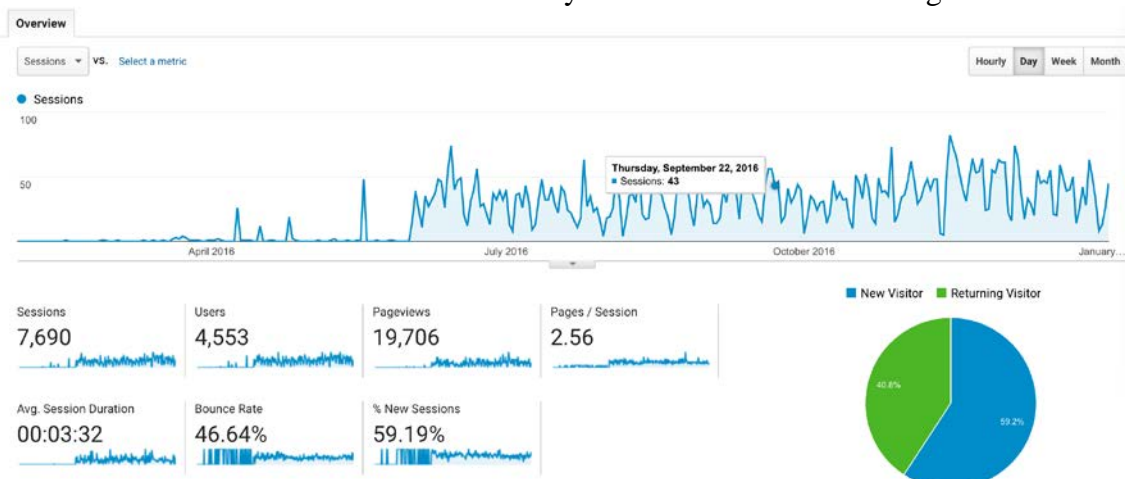 Overview
Sessions VS. Select a metric
Hourly Day Week Month
Sessions
100
50
Thursday, September 22, 2016
Sessions: 43
April 2016 July 2016 October 2016 January...
New Visitor Returning Visitor
Sessions Users Pageviews Pages / Session
7,690 4,553 19,706 2.56
40.8%
59.2%
Avg. Session Duration Bounce Rate % New Sessions
00:03:32 46.64% 59.19%